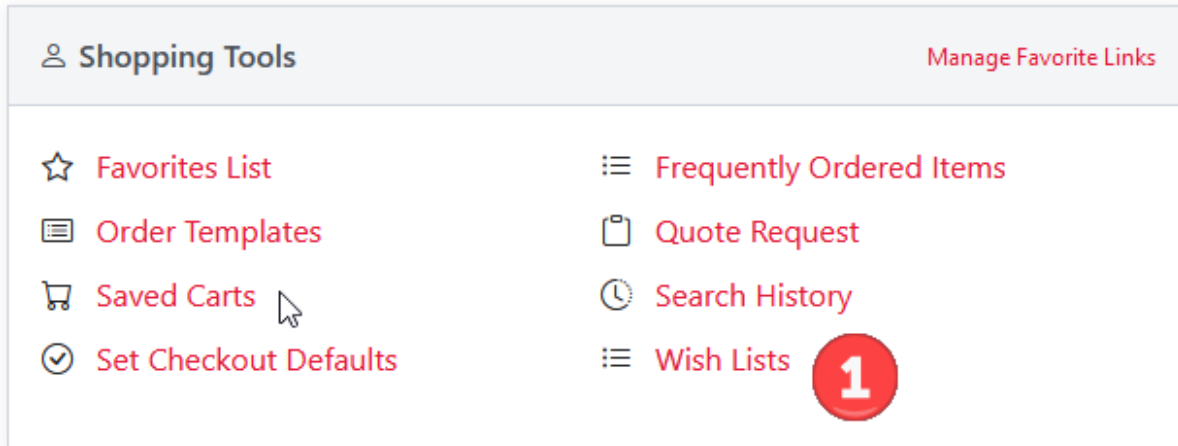 Shopping Tools
Manage Favorite Links
Favorites List
Frequently Ordered Items
Order Templates
Quote Request
Saved Carts
Search History
Set Checkout Defaults
Wish Lists
1